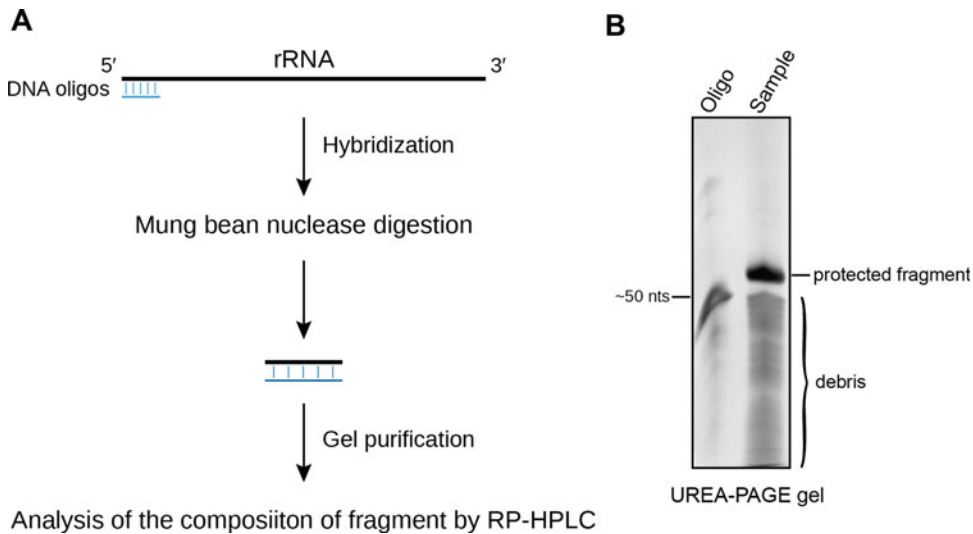 A
5′ rRNA 3′
DNA oligos
Hybridization
Mung bean nuclease digestion
Gel purification
Analysis of the composiiton of fragment by RP-HPLC
B
Oligo Sample
protected fragment
~50 nts
debris
UREA-PAGE gel